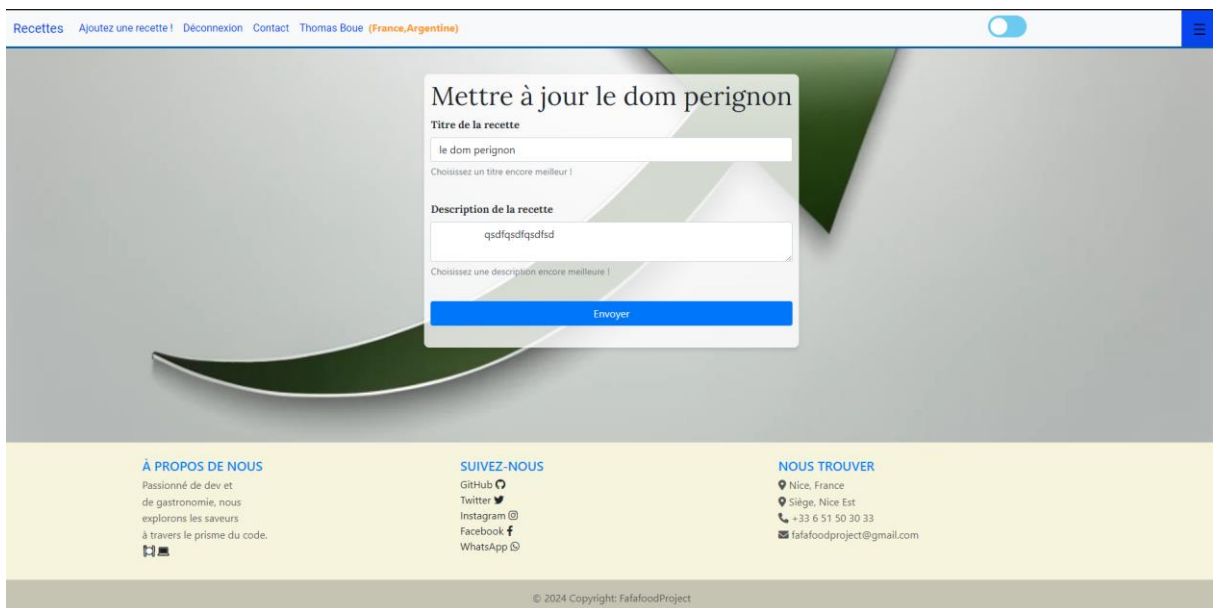 Recettes Ajoutez une recette ! Déconnexion Contact Thomas Boue (France,Argentine)
Mettre à jour le dom perignon
Titre de la recette
le dom perignon
Choisissez un titre encore meilleur !
Description de la recette
qsdfqsdfqsdfsd
Choisissez une description encore meilleure !
Envoyer
À PROPOS DE NOUS
Passionné de dev et
de gastronomie, nous
explorons les saveurs
à travers le prisme du code.
SUIVEZ-NOUS
GitHub
Twitter
Instagram
Facebook
WhatsApp
NOUS TROUVER
Nice, France
Siège, Nice Est
+33 6 51 50 30 33
fafafoodproject@gmail.com
© 2024 Copyright: FafafoodProject